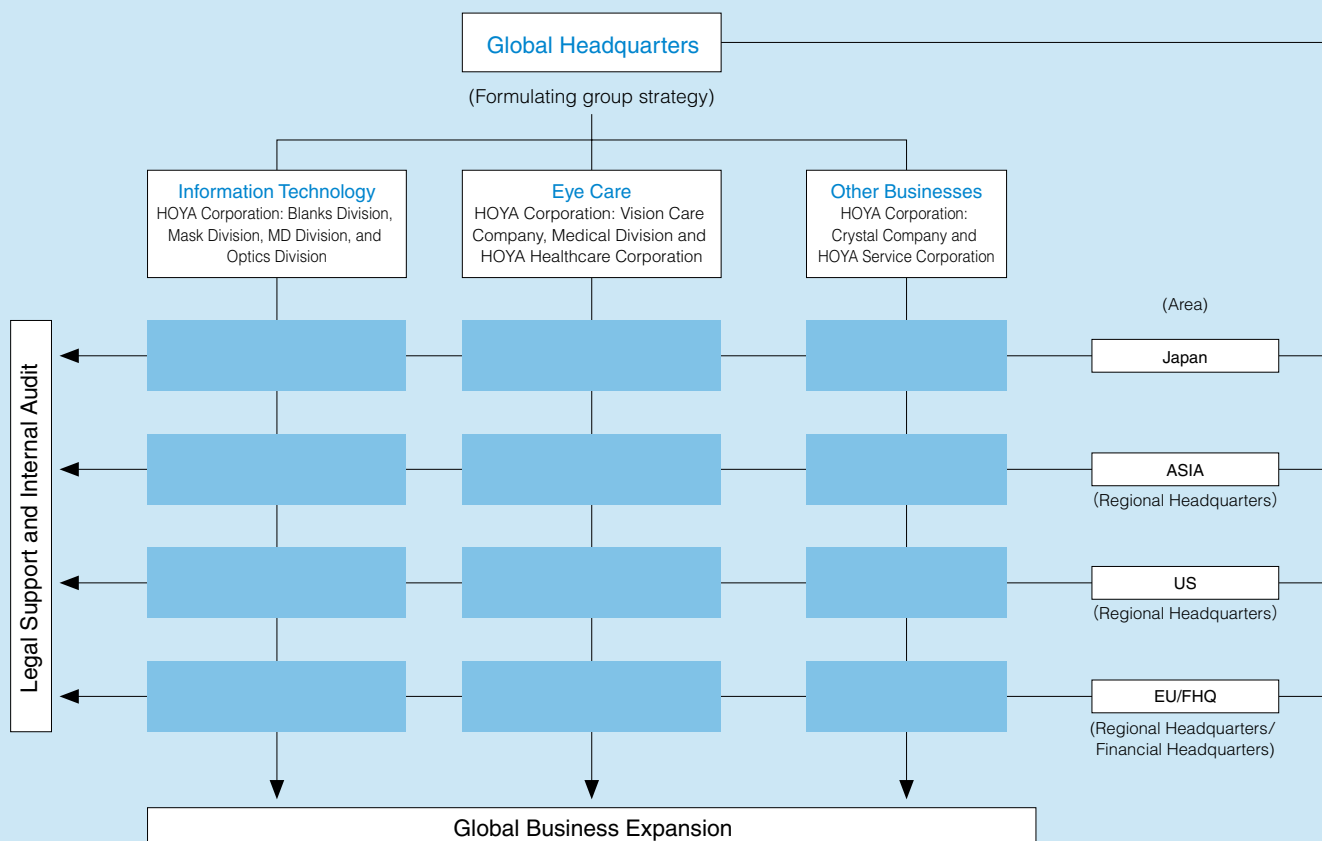 Global Headquarters
(Formulating group strategy)
Information Technology
HOYA Corporation: Blanks Division,
Mask Division, MD Division, and
Optics Division
Eye Care
HOYA Corporation: Vision Care
Company, Medical Division and
HOYA Healthcare Corporation
Other Businesses
HOYA Corporation:
Crystal Company and
HOYA Service Corporation
(Area)
Japan
ASIA
(Regional Headquarters)
US
(Regional Headquarters)
EU/FHQ
(Regional Headquarters/
Financial Headquarters)
Legal Support and Internal Audit
Global Business Expansion